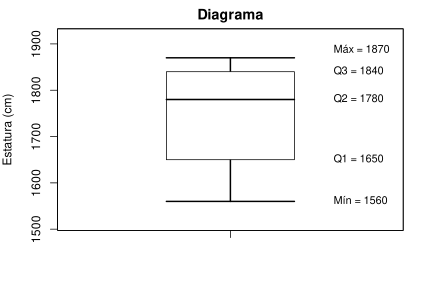 Diagrama
Estatura (cm)
1900
1800
1700
1600
1500
Máx = 1870
Q3 = 1840
Q2 = 1780
Q1 = 1650
Mín = 1560